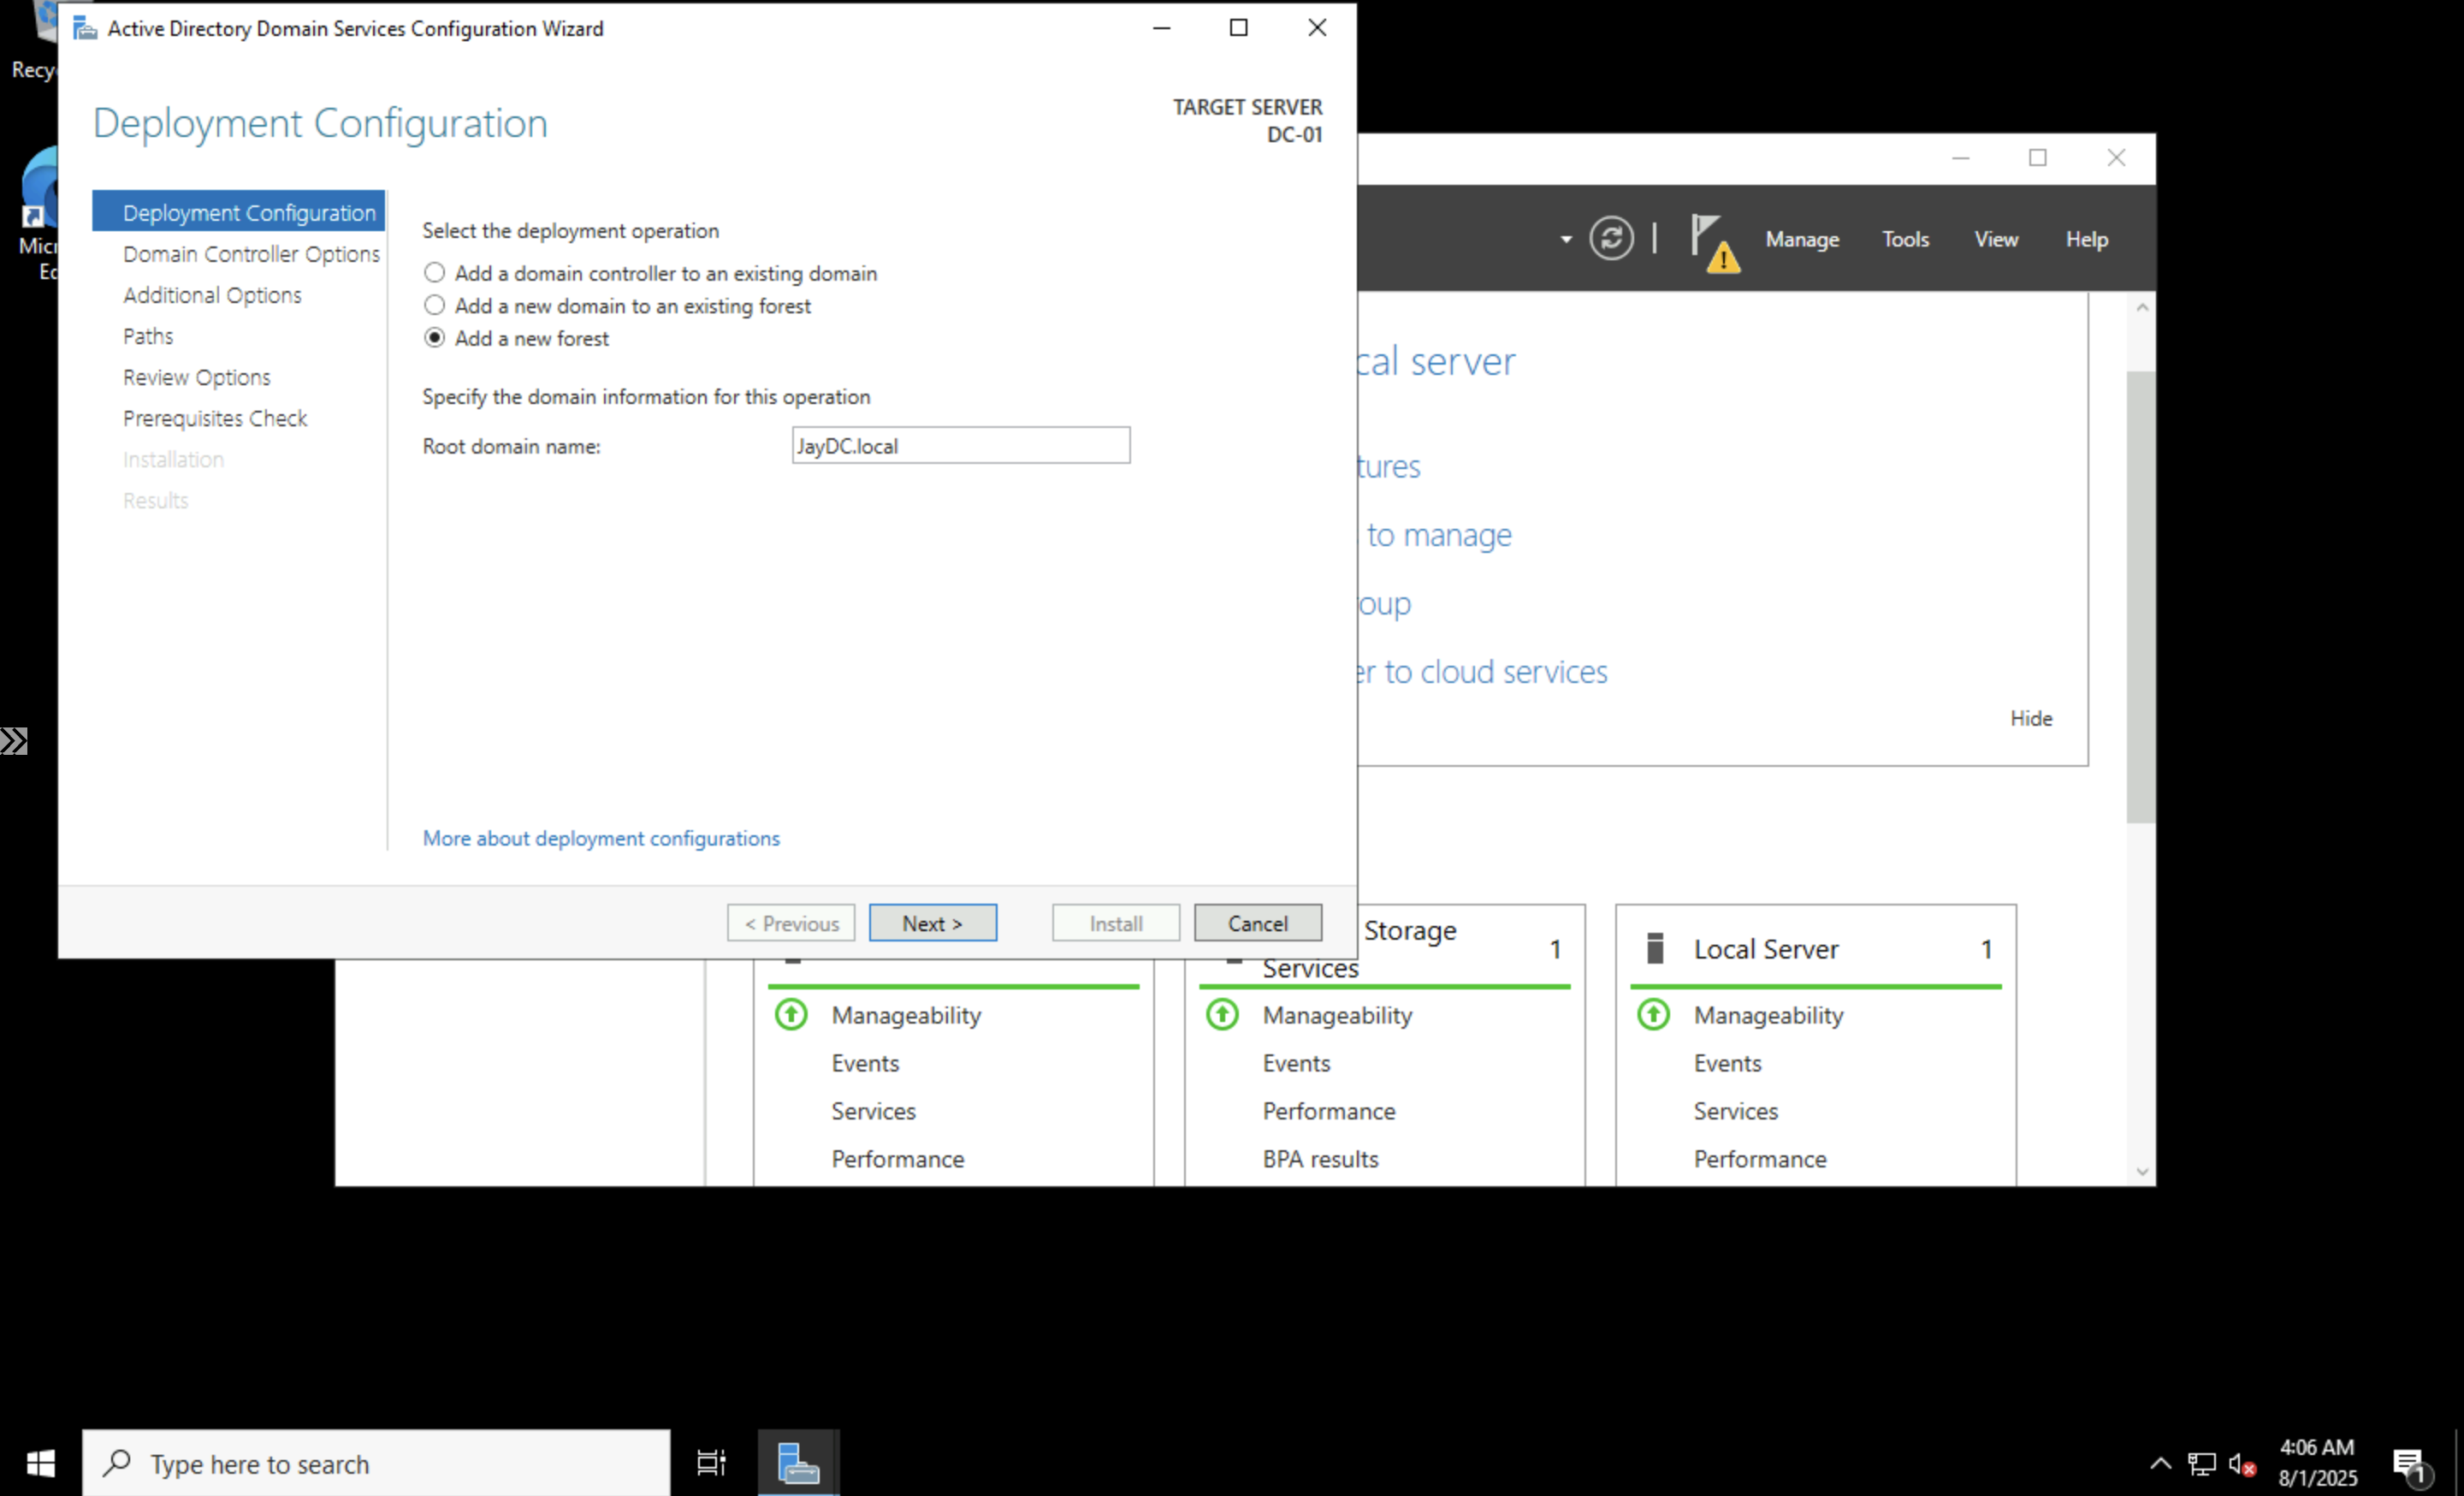 Active Directory Domain Services Configuration Wizard
Deployment Configuration
TARGET SERVER
DC-01
Deployment Configuration
Domain Controller Options
Additional Options
Paths
Review Options
Prerequisites Check
Installation
Results
Select the deployment operation
Add a domain controller to an existing domain
Add a new domain to an existing forest
Add a new forest
Specify the domain information for this operation
Root domain name: JayDC.local
More about deployment configurations
< Previous
Next >
Install
Cancel
Recy
Micr
Ed
Manage
Tools
View
Help
cal server
tures
to manage
oup
er to cloud services
Hide
Storage
Services
1
Local Server
1
Manageability
Events
Services
Performance
Manageability
Events
Performance
BPA results
Manageability
Events
Services
Performance
Type here to search
4:06 AM
8/1/2025
1